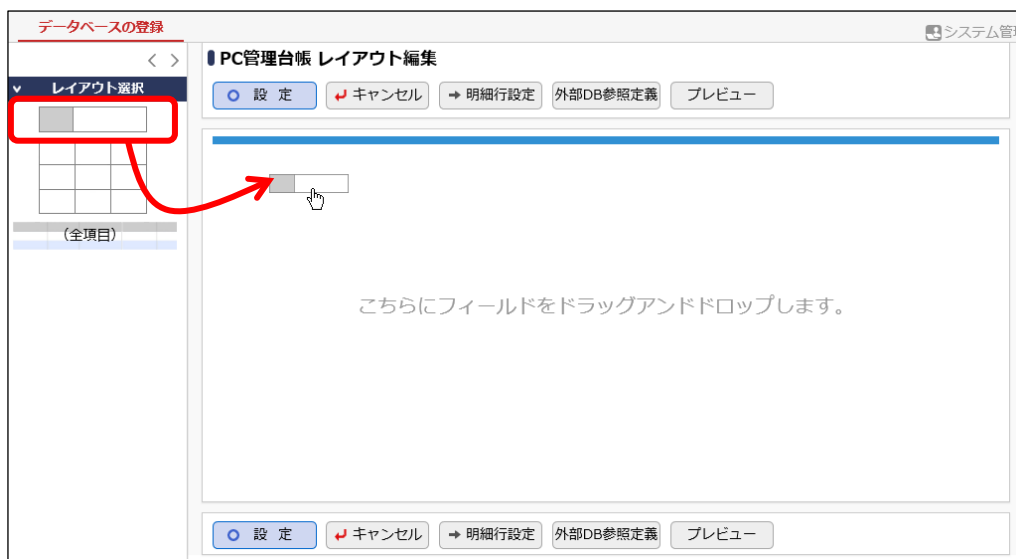 データベースの登録
システム管
レイアウト選択
(全項目)
PC管理台帳 レイアウト編集
設 定 キャンセル 明細行設定 外部DB参照定義 プレビュー
こちらにフィールドをドラッグアンドドロップします。
設 定 キャンセル 明細行設定 外部DB参照定義 プレビュー